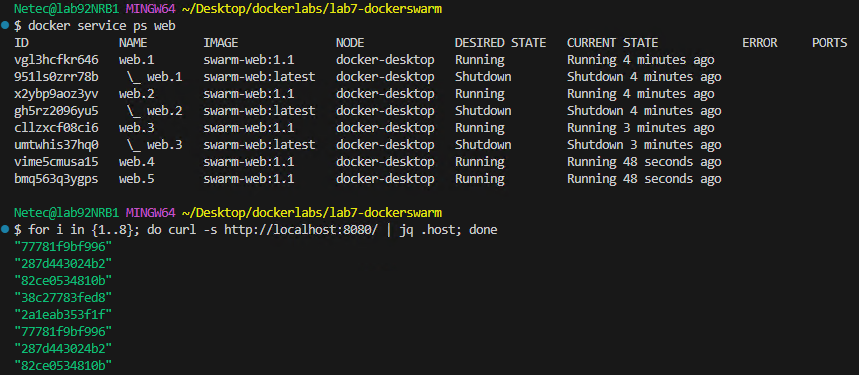 Netec@lab92NRB1 MINGW64 ~/Desktop/dockerlabs/lab7-dockerswarm
$ docker service ps web
ID NAME IMAGE NODE DESIRED STATE CURRENT STATE ERROR PORTS
vgl3hcfkr646 web.1 swarm-web:1.1 docker-desktop Running Running 4 minutes ago
951ls0zrr78b \_ web.1 swarm-web:latest docker-desktop Shutdown Shutdown 4 minutes ago
x2ybp9aoz3yv web.2 swarm-web:1.1 docker-desktop Running Running 4 minutes ago
gh5rz2096yu5 \_ web.2 swarm-web:latest docker-desktop Shutdown Shutdown 4 minutes ago
cllzxcf08ci6 web.3 swarm-web:1.1 docker-desktop Running Running 3 minutes ago
umtwhis37hq0 \_ web.3 swarm-web:latest docker-desktop Shutdown Shutdown 3 minutes ago
vime5cmusa15 web.4 swarm-web:1.1 docker-desktop Running Running 48 seconds ago
bmq563q3ygps web.5 swarm-web:1.1 docker-desktop Running Running 48 seconds ago
Netec@lab92NRB1 MINGW64 ~/Desktop/dockerlabs/lab7-dockerswarm
$ for i in {1..8}; do curl -s http://localhost:8080/ | jq .host; done
"77781f9bf996"
"287d443024b2"
"82ce0534810b"
"38c27783fed8"
"2a1eab353f1f"
"77781f9bf996"
"287d443024b2"
"82ce0534810b"